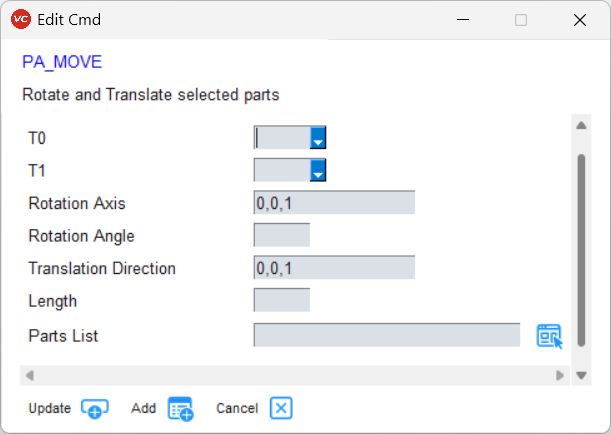 VC Edit Cmd
PA_MOVE
Rotate and Translate selected parts
T0
T1
Rotation Axis 0,0,1
Rotation Angle
Translation Direction 0,0,1
Length
Parts List
Update Add Cancel